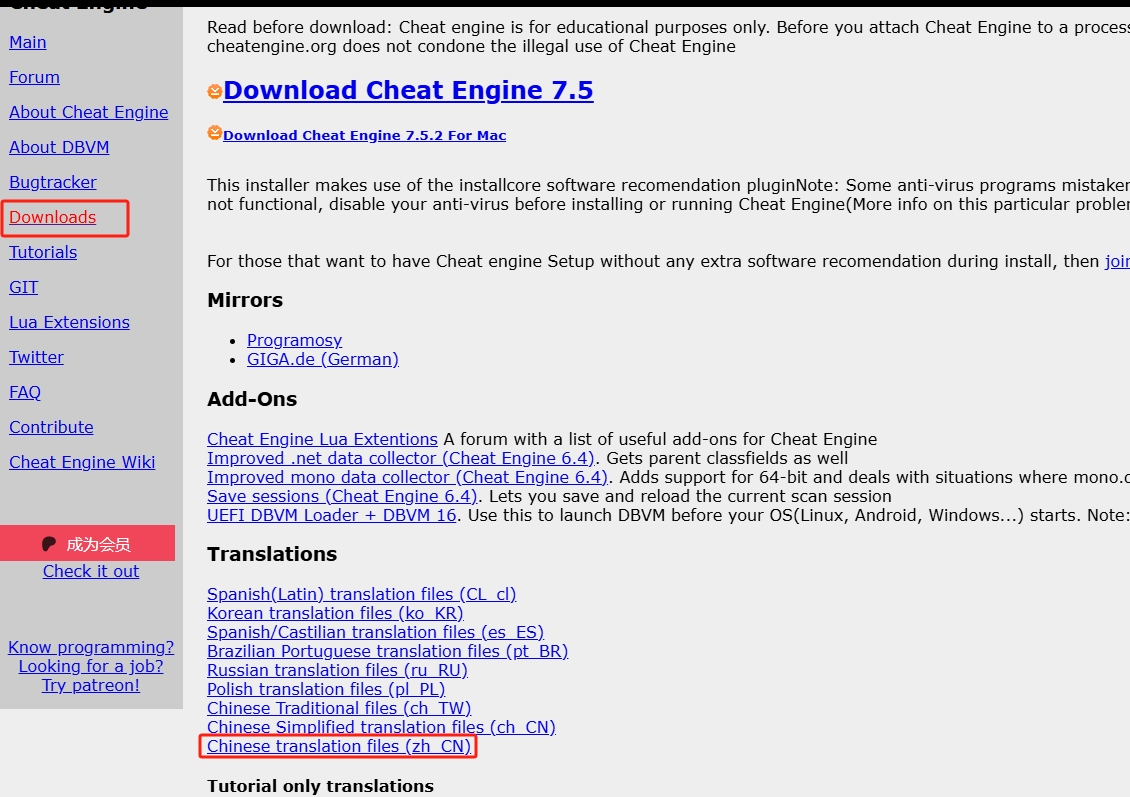 Cheat Engine
Main
Forum
About Cheat Engine
About DBVM
Bugtracker
Downloads
Tutorials
GIT
Lua Extensions
Twitter
FAQ
Contribute
Cheat Engine Wiki
成为会员
Check it out
Know programming?
Looking for a job?
Try patreon!
Read before download: Cheat engine is for educational purposes only. Before you attach Cheat Engine to a process
cheatengine.org does not condone the illegal use of Cheat Engine
Download Cheat Engine 7.5
Download Cheat Engine 7.5.2 For Mac
This installer makes use of the installcore software recomendation pluginNote: Some anti-virus programs mistaken
not functional, disable your anti-virus before installing or running Cheat Engine(More info on this particular problem
For those that want to have Cheat engine Setup without any extra software recomendation during install, then join
Mirrors
• Programosy
• GIGA.de (German)
Add-Ons
Cheat Engine Lua Extentions A forum with a list of useful add-ons for Cheat Engine
Improved .net data collector (Cheat Engine 6.4). Gets parent classfields as well
Improved mono data collector (Cheat Engine 6.4). Adds support for 64-bit and deals with situations where mono.d
Save sessions (Cheat Engine 6.4). Lets you save and reload the current scan session
UEFI DBVM Loader + DBVM 16. Use this to launch DBVM before your OS(Linux, Android, Windows...) starts. Note:
Translations
Spanish(Latin) translation files (CL_cl)
Korean translation files (ko_KR)
Spanish/Castilian translation files (es_ES)
Brazilian Portuguese translation files (pt_BR)
Russian translation files (ru_RU)
Polish translation files (pl_PL)
Chinese Traditional files (ch_TW)
Chinese Simplified translation files (ch_CN)
Chinese translation files (zh_CN)
Tutorial only translations